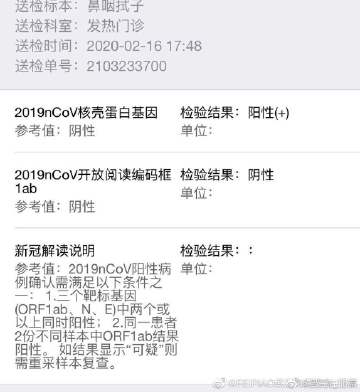 送检标本：鼻咽拭子
送检科室：发热门诊
送检时间：2020-02-16 17:48
送检单号：2103233700
2019nCoV核壳蛋白基因
检验结果：阳性(+)
参考值：阴性
单位：
2019nCoV开放阅读编码框
1ab
检验结果：阴性
参考值：阴性
单位：
新冠解读说明
检验结果：：
参考值：2019nCoV阳性病
例确认需满足以下条件之
一： 1.三个靶标基因
(ORF1ab、N、E)中两个或
以上同时阳性； 2.同一患者
2份不同样本中ORF1ab结果
阳性。 如结果显示“可疑”则
需重采样本复查。
单位：